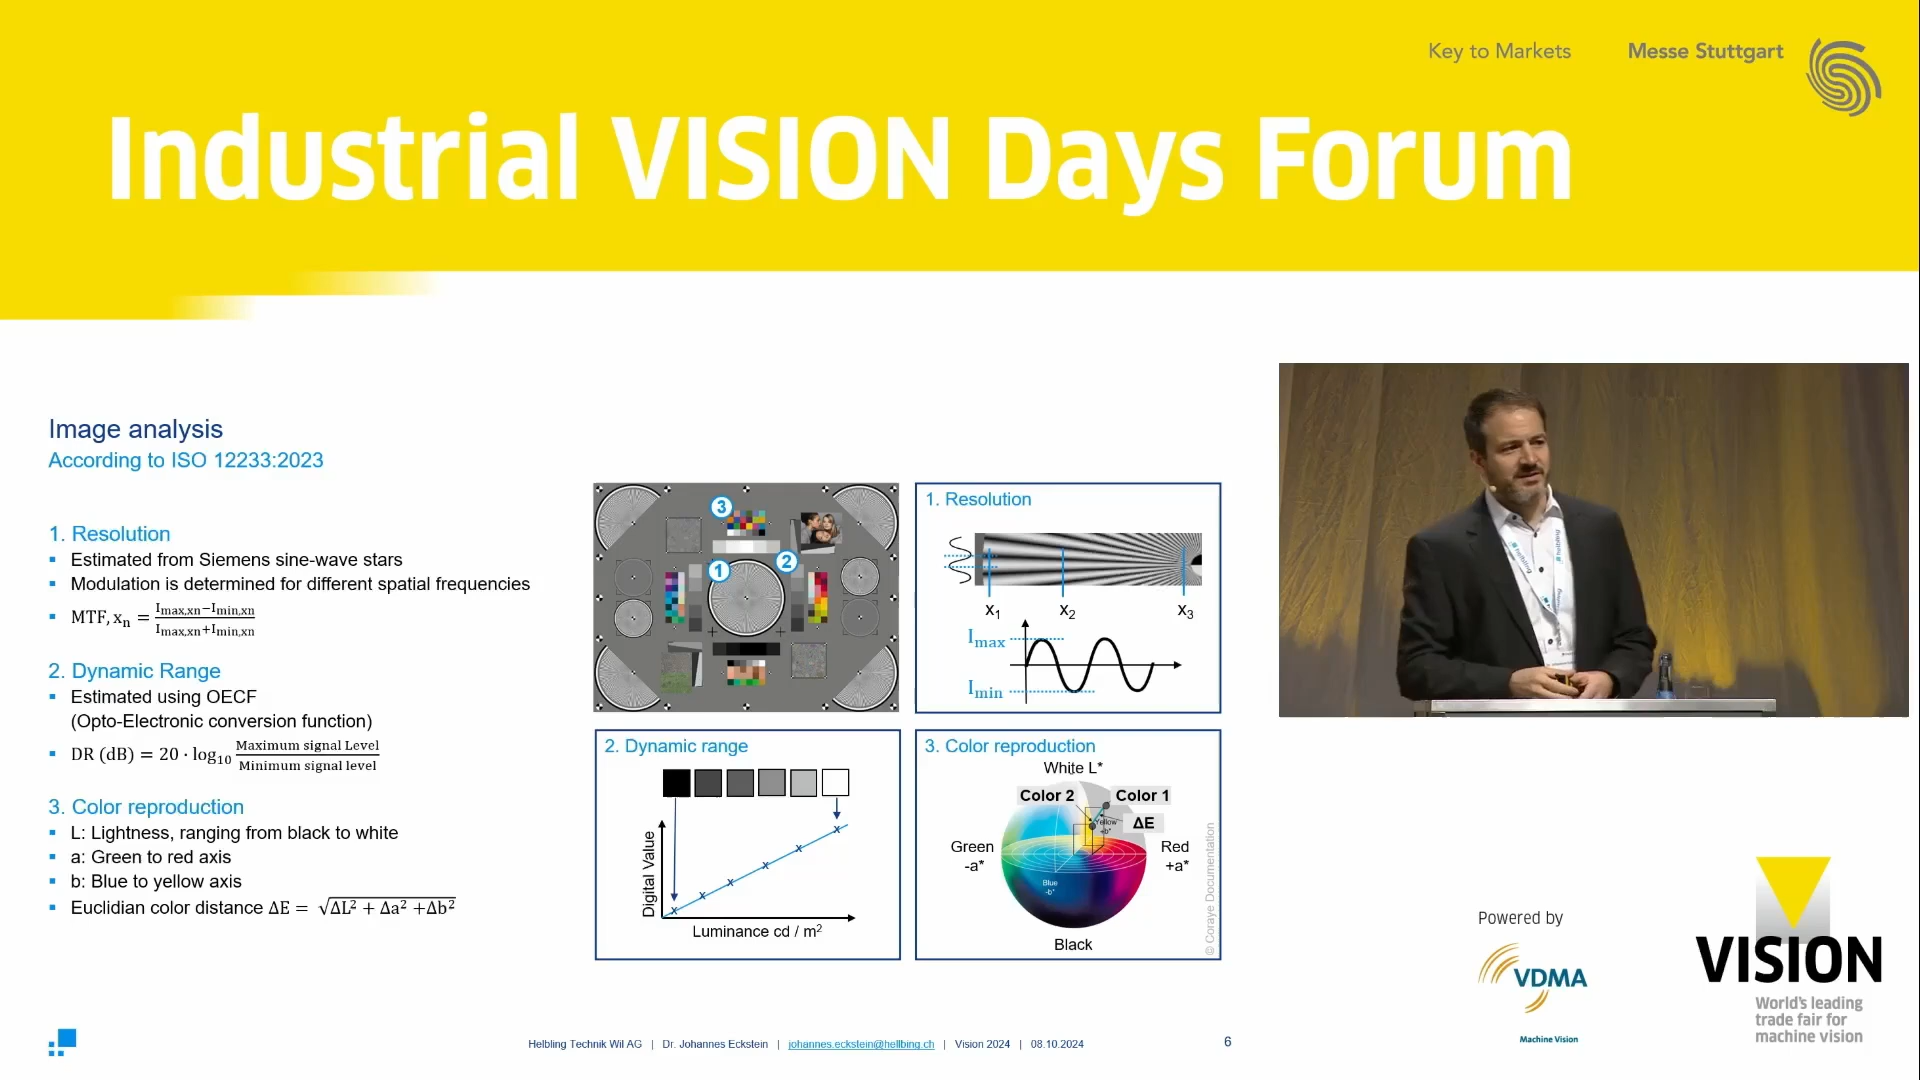 Key to Markets
Messe Stuttgart
Industrial VISION Days Forum
Image analysis
According to ISO 12233:2023
1. Resolution
▪ Estimated from Siemens sine-wave stars
▪ Modulation is determined for different spatial frequencies
▪ MTF, xn = (Imax,xn−Imin,xn)/(Imax,xn+Imin,xn)
2. Dynamic Range
▪ Estimated using OECF
(Opto-Electronic conversion function)
▪ DR (dB) = 20 · log10 (Maximum signal Level)/(Minimum signal level)
3. Color reproduction
▪ L: Lightness, ranging from black to white
▪ a: Green to red axis
▪ b: Blue to yellow axis
▪ Euclidian color distance ΔE = √ΔL² + Δa² +Δb²
3
2
1
1. Resolution
x1 x2 x3
Imax
Imin
2. Dynamic range
Digital Value
Luminance cd / m²
3. Color reproduction
White L*
Color 2
Color 1
Yellow
+b*
ΔE
Green
-a*
Red
+a*
Blue
-b*
Black
© Coraye Documentation
helbling
Helbling Technik Wil AG | Dr. Johannes Eckstein | johannes.eckstein@hellbing.ch | Vision 2024 | 08.10.2024
6
Powered by
VDMA
Machine Vision
VISION
World's leading
trade fair for
machine vision